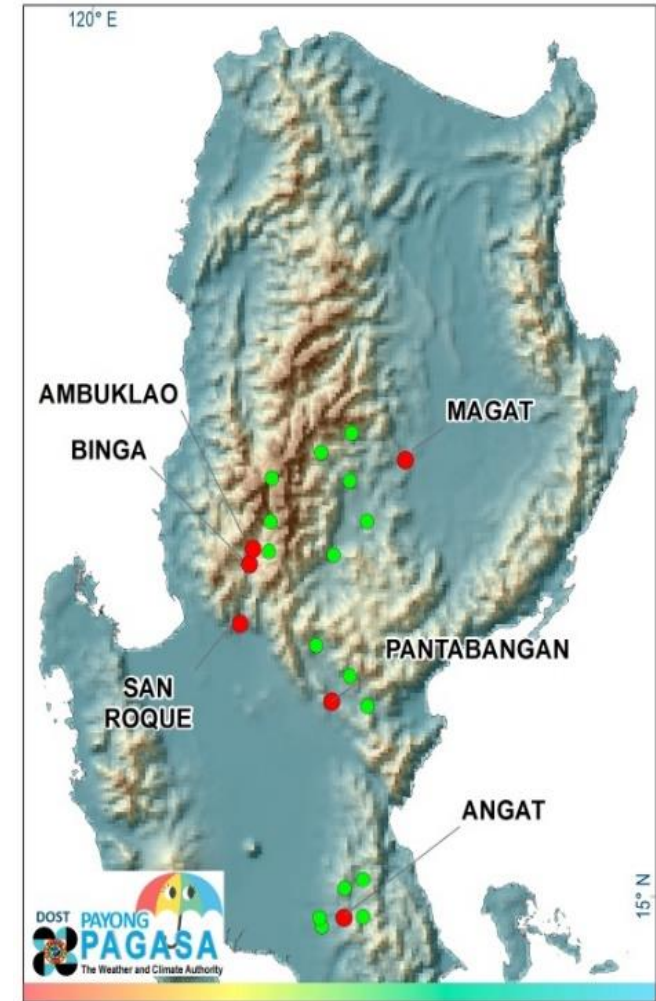 120° E
AMBUKLAO
BINGA
MAGAT
PANTABANGAN
SAN
ROQUE
ANGAT
15° N
DOST
PAYONG
PAGASA
The Weather and Climate Authority